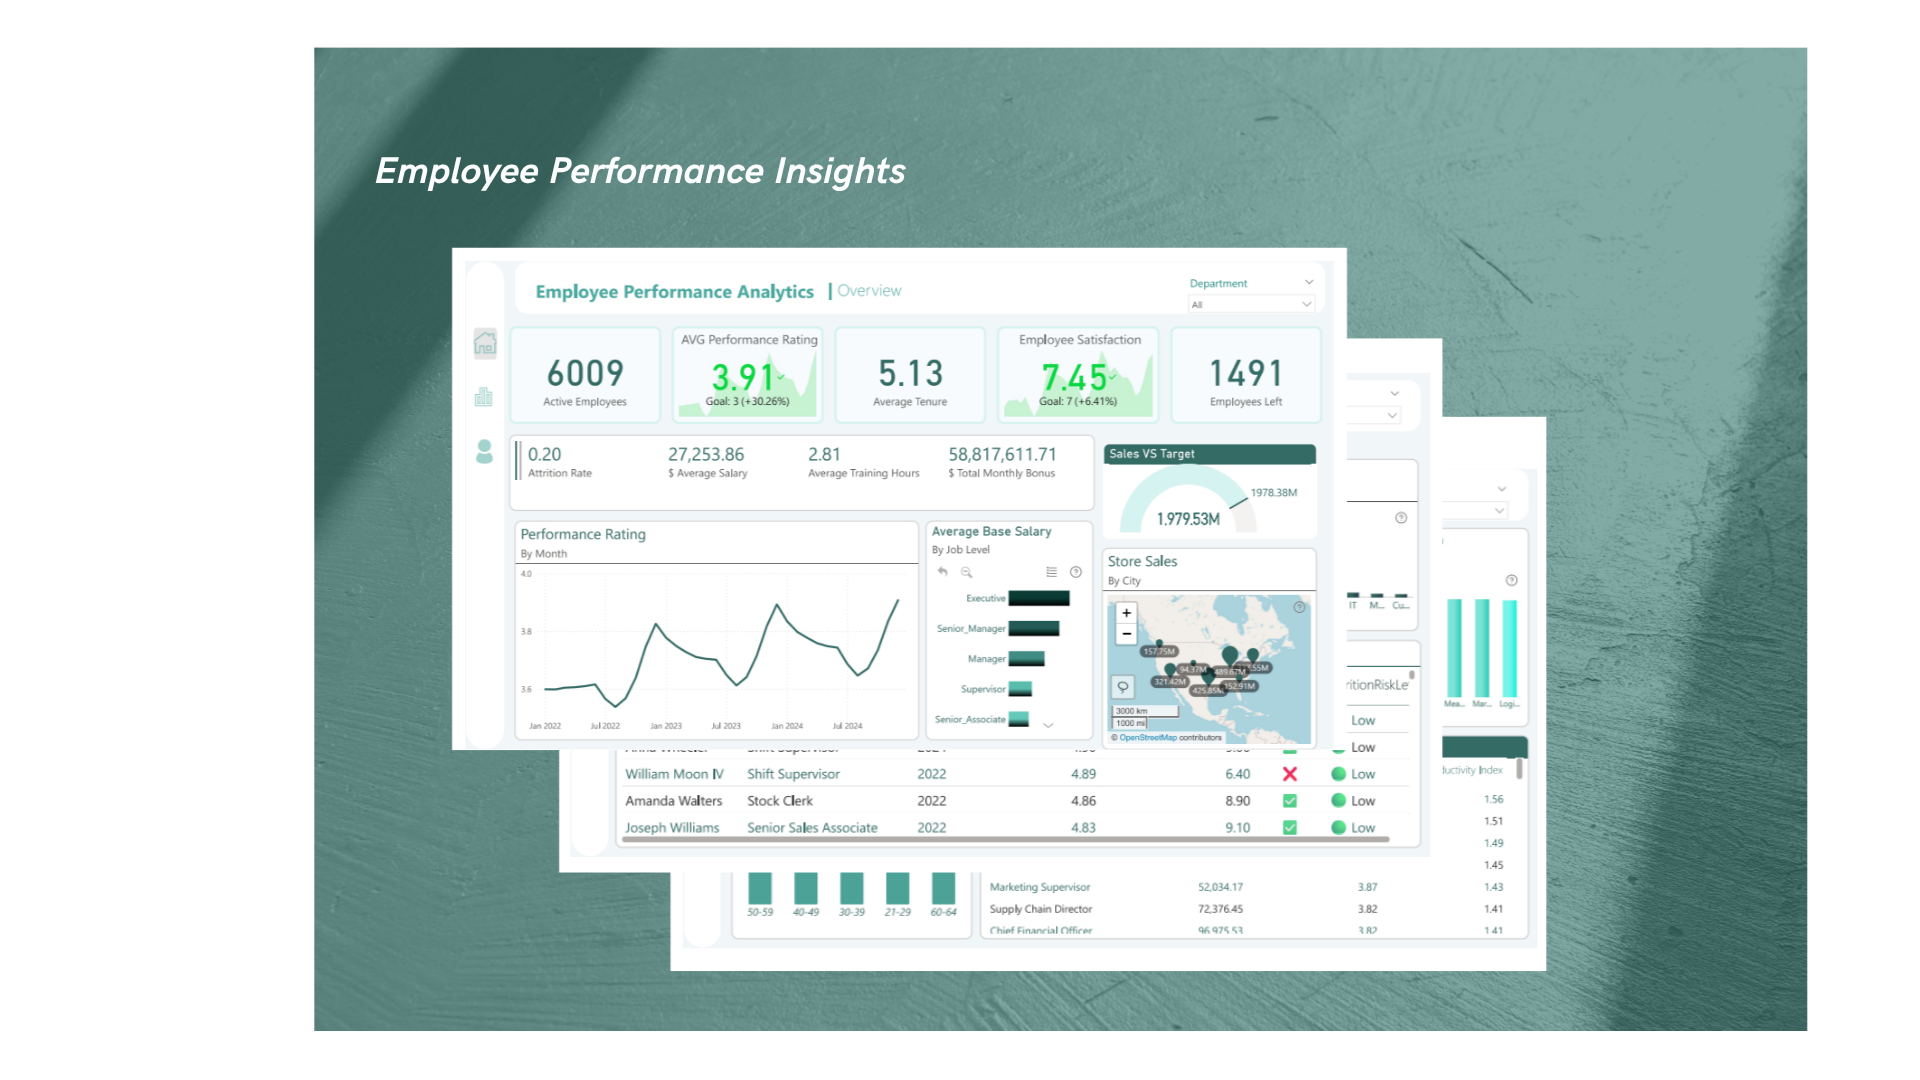 Employee Performance Insights
Employee Performance Analytics | Overview
Department
All
6009
Active Employees
AVG Performance Rating
3.91
Goal: 3 (+30.26%)
5.13
Average Tenure
Employee Satisfaction
7.45
Goal: 7 (+6.41%)
1491
Employees Left
0.20
Attrition Rate
27,253.86
$ Average Salary
2.81
Average Training Hours
58,817,611.71
$ Total Monthly Bonus
Sales VS Target
1978.38M
1,979.53M
Performance Rating
By Month
4.0
3.8
3.6
Jan 2022 Jul 2022 Jan 2023 Jul 2023 Jan 2024 Jul 2024
Average Base Salary
By Job Level
Executive
Senior_Manager
Manager
Supervisor
Senior_Associate
Store Sales
By City
+
−
157.75M
94.37M
489.67M
321.42M
425.85M
152.91M
3000 km
1000 mi
© OpenStreetMap contributors
IT M... Cu...
ritionRiskLe
Low
Low
William Moon IV Shift Supervisor 2022 4.89 6.40 Low
Amanda Walters Stock Clerk 2022 4.86 8.90 Low
Joseph Williams Senior Sales Associate 2022 4.83 9.10 Low
Mea... Mar... Logi...
ductivity Index
1.56
1.51
1.49
1.45
50-59 40-49 30-39 21-29 60-64
Marketing Supervisor 52,034.17 3.87 1.43
Supply Chain Director 72,376.45 3.82 1.41
Chief Financial Officer 96,975.53 3.82 1.41